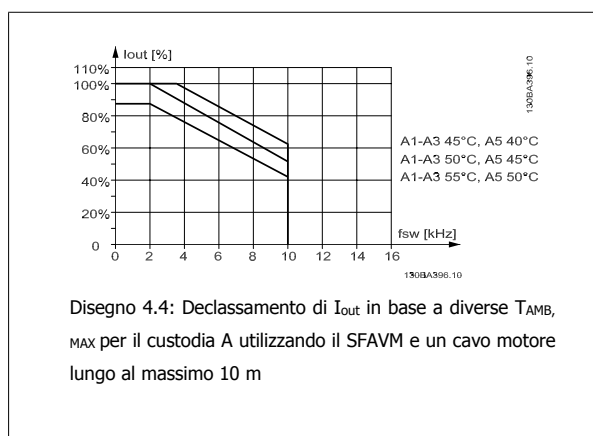 Iout [%]
110%
100%
80%
60%
40%
20%
0
0 2 4 6 8 10 12 14 16
fsw [kHz]
130BA396.10
A1-A3 45°C, A5 40°C
A1-A3 50°C, A5 45°C
A1-A3 55°C, A5 50°C
130BA396.10
Disegno 4.4: Declassamento di Iout in base a diverse TAMB,
MAX per il custodia A utilizzando il SFAVM e un cavo motore
lungo al massimo 10 m